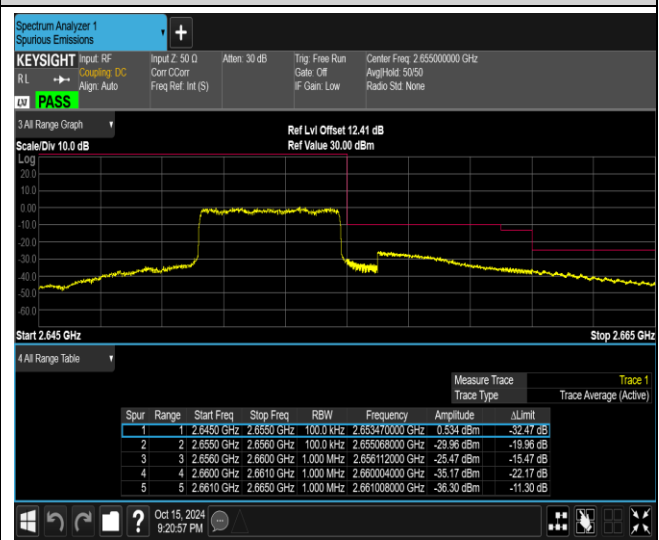 Spectrum Analyzer 1
Spurious Emissions
KEYSIGHT Input: RF Input Z: 50 Ω Atten: 30 dB Trig: Free Run Center Freq: 2.655000000 GHz
RL Coupling: DC Corr CCorr Gate: Off Avg|Hold: 50/50
Align: Auto Freq Ref: Int (S) IF Gain: Low Radio Std: None
PASS
3 All Range Graph
Ref Lvl Offset 12.41 dB
Scale/Div 10.0 dB Ref Value 30.00 dBm
Log
20.0
10.0
0.00
-10.0
-20.0
-30.0
-40.0
-50.0
-60.0
Start 2.645 GHz Stop 2.665 GHz
4 All Range Table
Measure Trace Trace 1
Trace Type Trace Average (Active)
Spur Range Start Freq Stop Freq RBW Frequency Amplitude ΔLimit
1 1 2.6450 GHz 2.6550 GHz 100.0 kHz 2.653470000 GHz 0.534 dBm -32.47 dB
2 2 2.6550 GHz 2.6560 GHz 100.0 kHz 2.655068000 GHz -29.96 dBm -19.96 dB
3 3 2.6560 GHz 2.6600 GHz 1.000 MHz 2.656112000 GHz -25.47 dBm -15.47 dB
4 4 2.6600 GHz 2.6610 GHz 1.000 MHz 2.660004000 GHz -35.17 dBm -22.17 dB
5 5 2.6610 GHz 2.6650 GHz 1.000 MHz 2.661008000 GHz -36.30 dBm -11.30 dB
Oct 15, 2024
9:20:57 PM